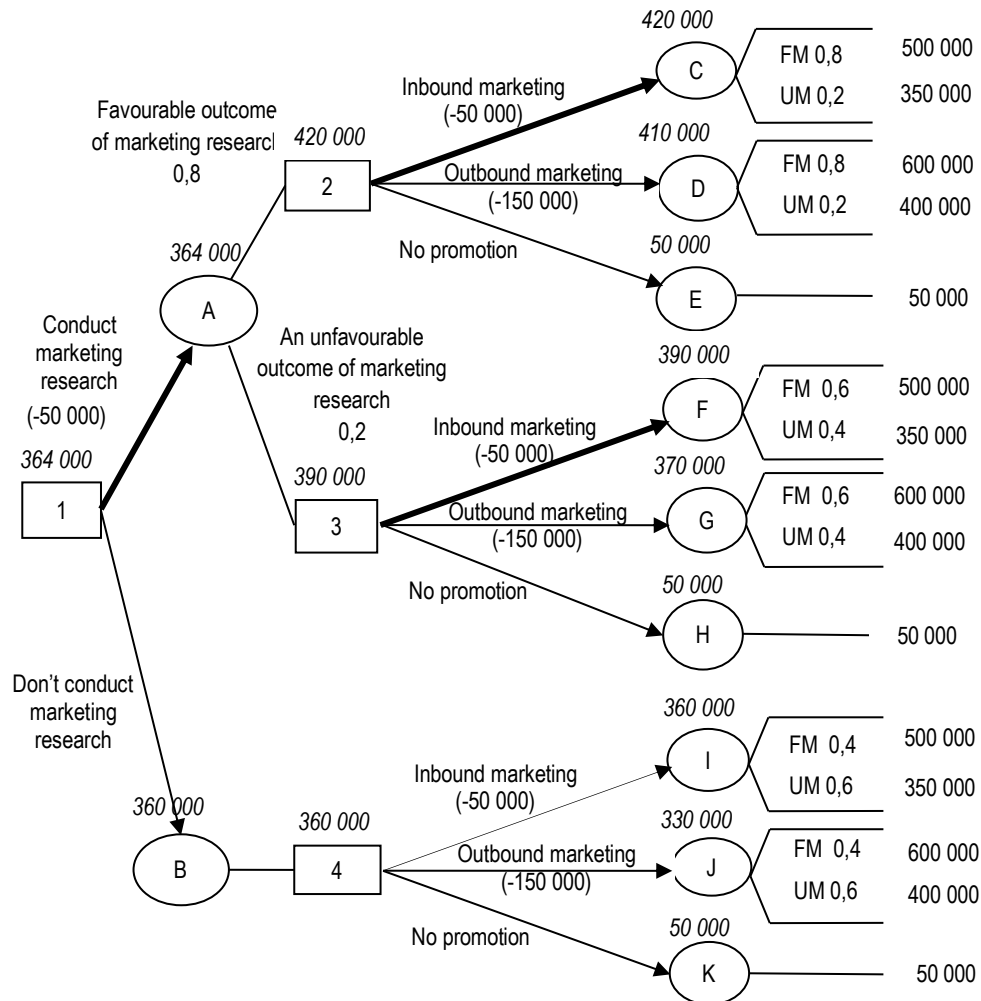 420 000
FM 0,8
500 000
C
UM 0,2
350 000
Inbound marketing
(-50 000)
Favourable outcome
of marketing research
0,8
420 000
2
410 000
Outbound marketing
(-150 000)
D
FM 0,8
600 000
UM 0,2
400 000
No promotion
50 000
E
50 000
364 000
A
Conduct
marketing
research
(-50 000)
364 000
1
An unfavourable
outcome of marketing
research
0,2
390 000
3
Inbound marketing
(-50 000)
390 000
F
FM 0,6
500 000
UM 0,4
350 000
Outbound marketing
(-150 000)
370 000
G
FM 0,6
600 000
UM 0,4
400 000
No promotion
50 000
H
50 000
Don't conduct
marketing
research
360 000
B
360 000
4
Inbound marketing
(-50 000)
360 000
I
FM 0,4
500 000
UM 0,6
350 000
Outbound marketing
(-150 000)
330 000
J
FM 0,4
600 000
UM 0,6
400 000
No promotion
50 000
K
50 000